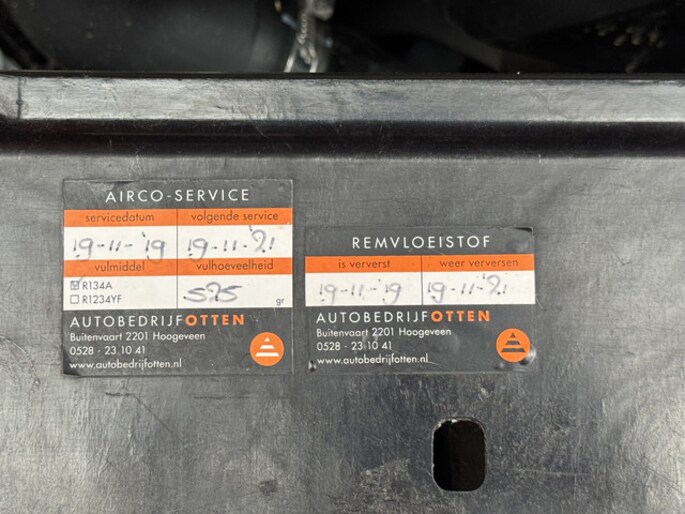 AIRCO-SERVICE
servicedatum volgende service
19-11-'19 19-11-'21
vulmiddel vulhoeveelheid
☑ R134A
☐ R1234YF 525 gr
AUTOBEDRIJFOTTEN
Buitenvaart 2201 Hoogeveen
0528 - 23 10 41
www.autobedrijfotten.nl
REMVLOEISTOF
is ververst weer verversen
19-11-'19 19-11-'21
AUTOBEDRIJFOTTEN
Buitenvaart 2201 Hoogeveen
0528 - 23 10 41
www.autobedrijfotten.nl